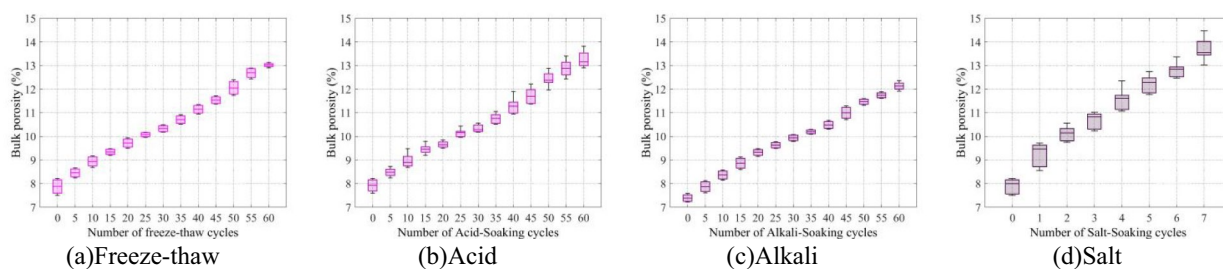 15
14
13
12
11
10
9
8
7
Bulk porosity (%)
0 5 10 15 20 25 30 35 40 45 50 55 60
Number of freeze-thaw cycles
(a)Freeze-thaw
15
14
13
12
11
10
9
8
7
Bulk porosity (%)
0 5 10 15 20 25 30 35 40 45 50 55 60
Number of Acid-Soaking cycles
(b)Acid
15
14
13
12
11
10
9
8
7
Bulk porosity (%)
0 5 10 15 20 25 30 35 40 45 50 55 60
Number of Alkali-Soaking cycles
(c)Alkali
15
14
13
12
11
10
9
8
7
Bulk porosity (%)
0 1 2 3 4 5 6 7
Number of Salt-Soaking cycles
(d)Salt